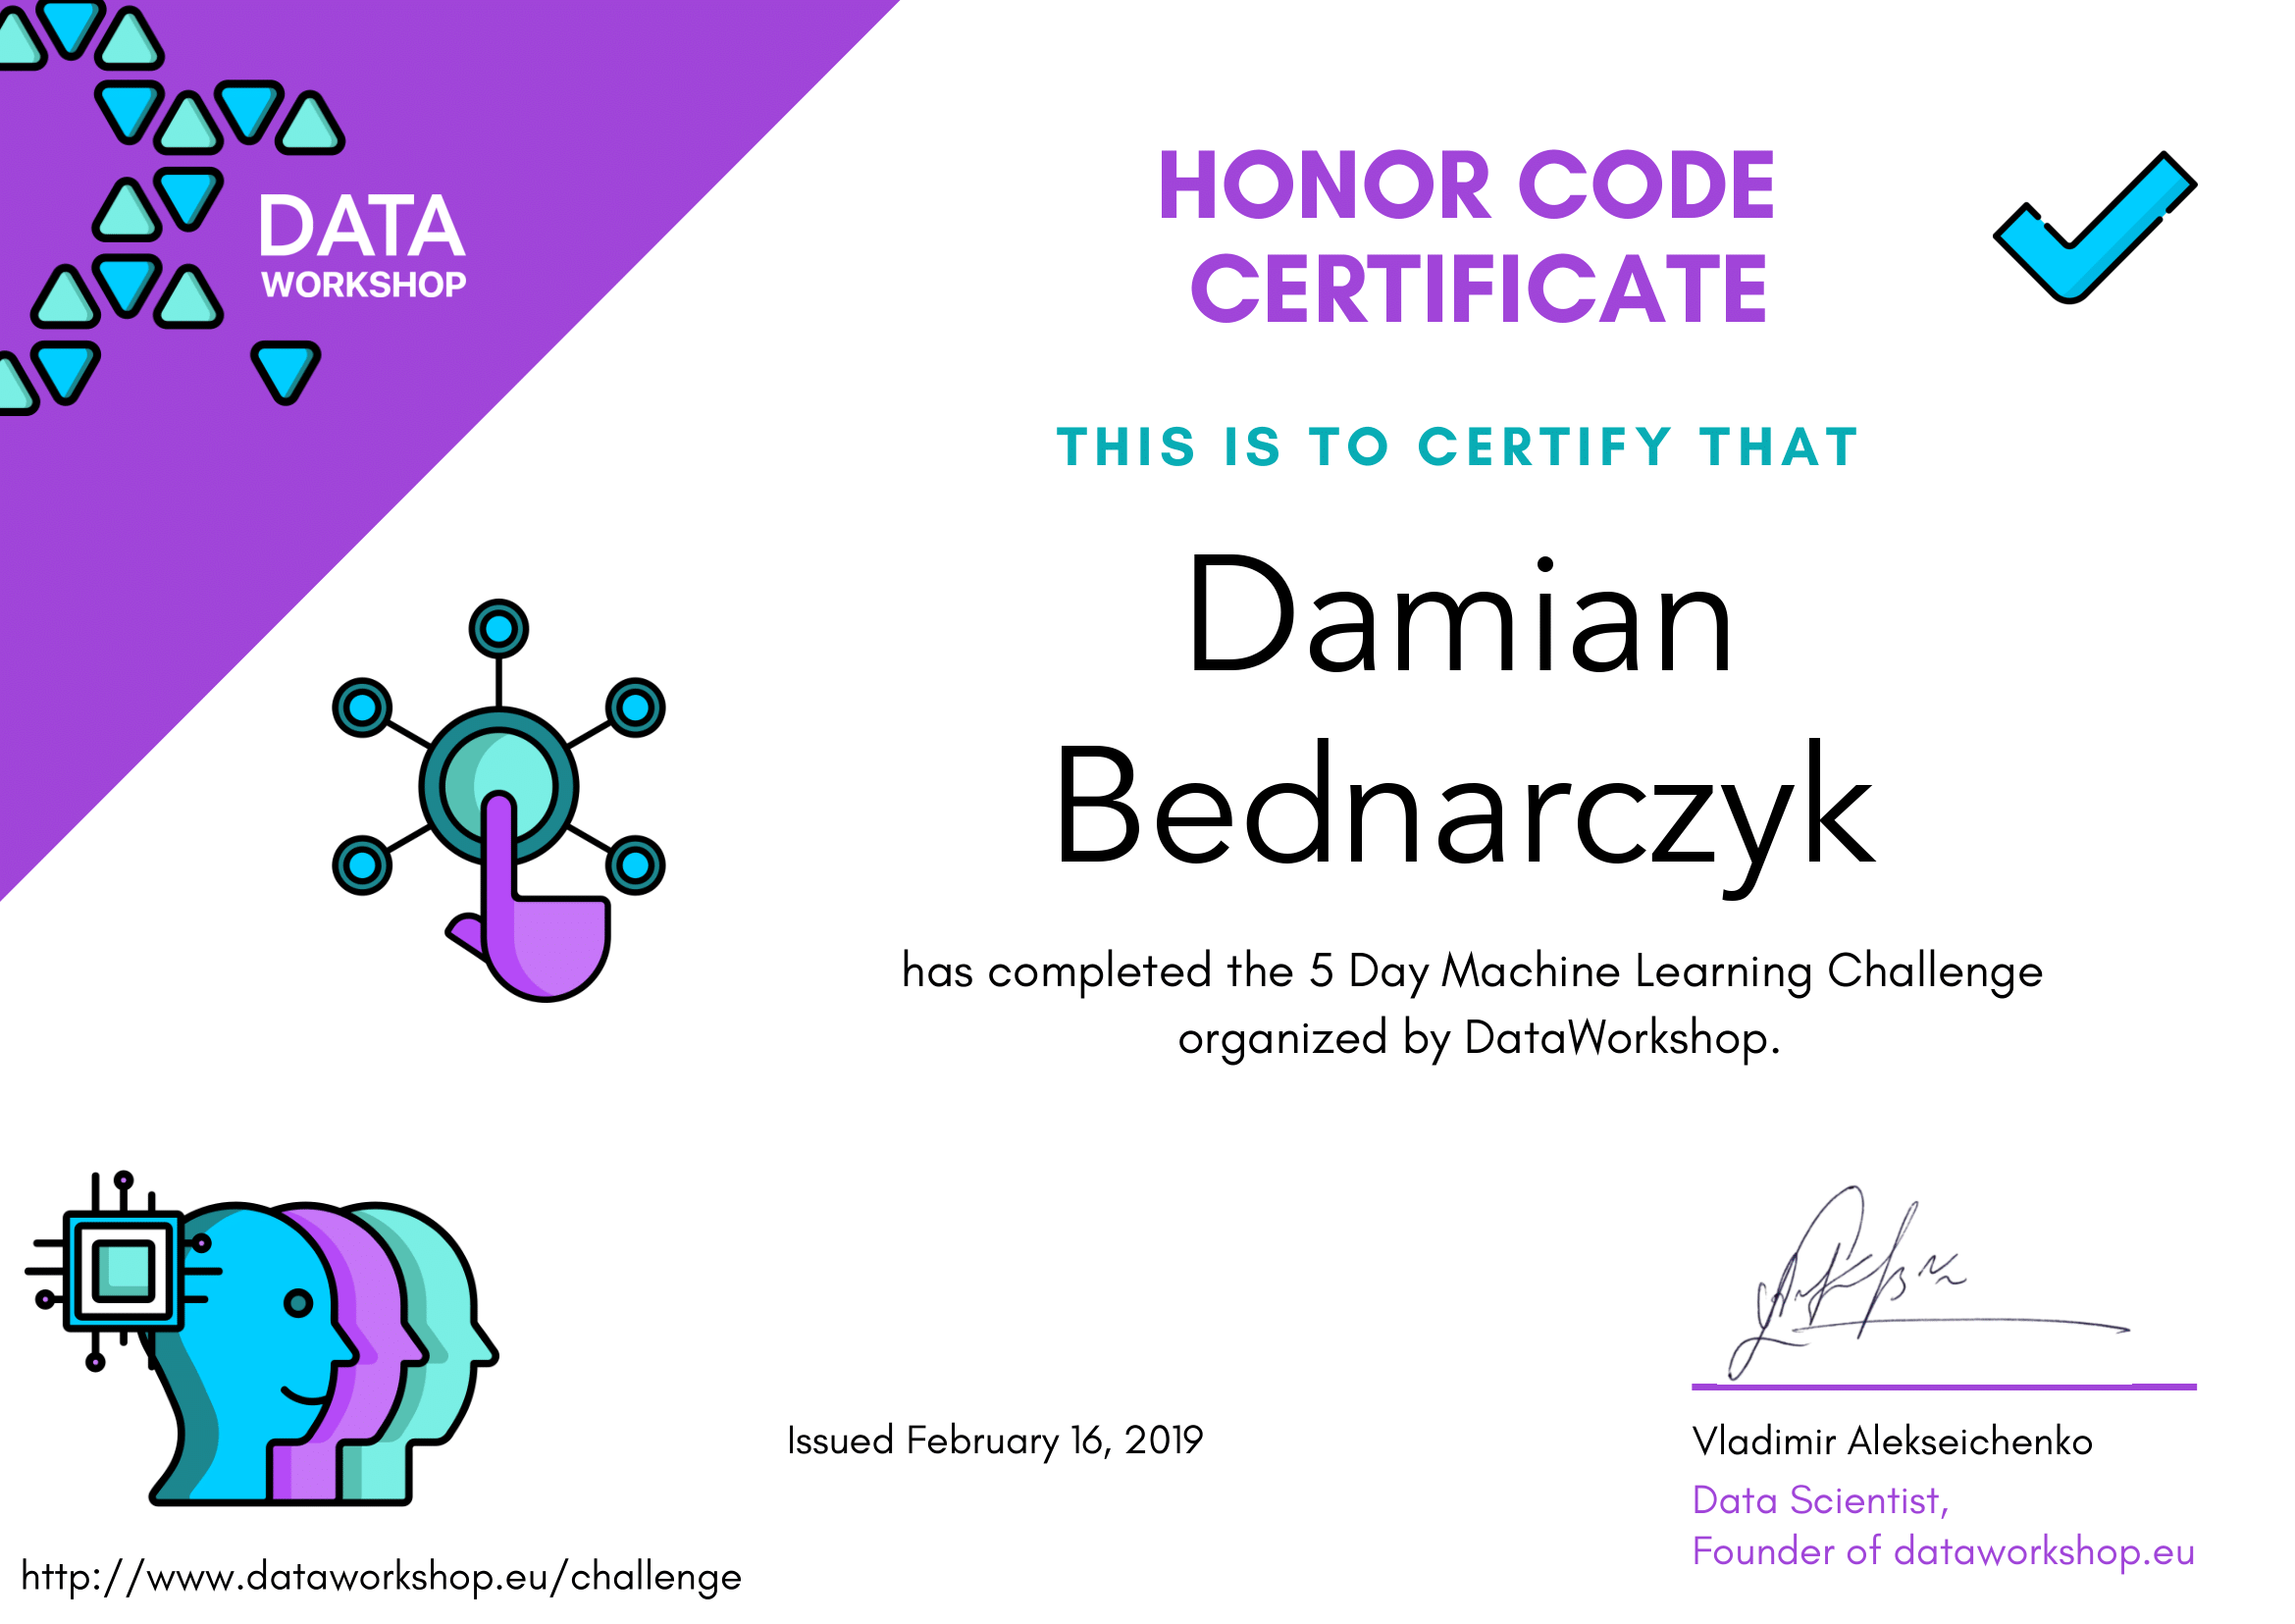 DATA
WORKSHOP
HONOR CODE
CERTIFICATE
THIS IS TO CERTIFY THAT
Damian
Bednarczyk
has completed the 5 Day Machine Learning Challenge
organized by DataWorkshop.
Issued February 16, 2019
Vladimir Alekseichenko
Data Scientist,
Founder of dataworkshop.eu
http://www.dataworkshop.eu/challenge